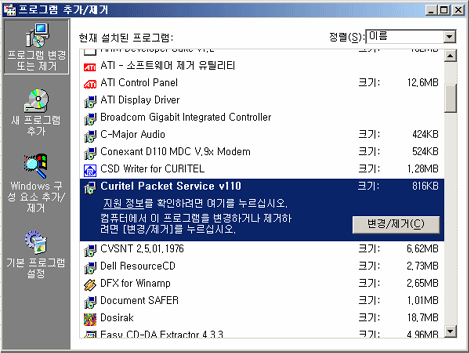 프로그램 추가/제거
프로그램 변경 또는 제거
새 프로그램 추가
Windows 구성 요소 추가/제거
기본 프로그램 설정
현재 설치된 프로그램:
정렬(S): 이름
ATI - 소프트웨어 제거 유틸리티
ATI Control Panel 크기: 12,6MB
ATI Display Driver
Broadcom Gigabit Integrated Controller
C-Major Audio 크기: 424KB
Conexant D110 MDC V,9x Modem 크기: 524KB
CSD Writer for CURITEL 크기: 1,28MB
Curitel Packet Service v110 크기: 816KB
지원 정보를 확인하려면 여기를 누르십시오.
컴퓨터에서 이 프로그램을 변경하거나 제거하
려면 [변경/제거]를 누르십시오.
변경/제거(C)
CVSNT 2,5,01,1976 크기: 6,62MB
Dell ResourceCD 크기: 2,73MB
DFX for Winamp 크기: 2,65MB
Document SAFER 크기: 1,01MB
Dosirak 크기: 18,7MB
Easy CD-DA Extractor 4,3,3 크기: 4,96MB